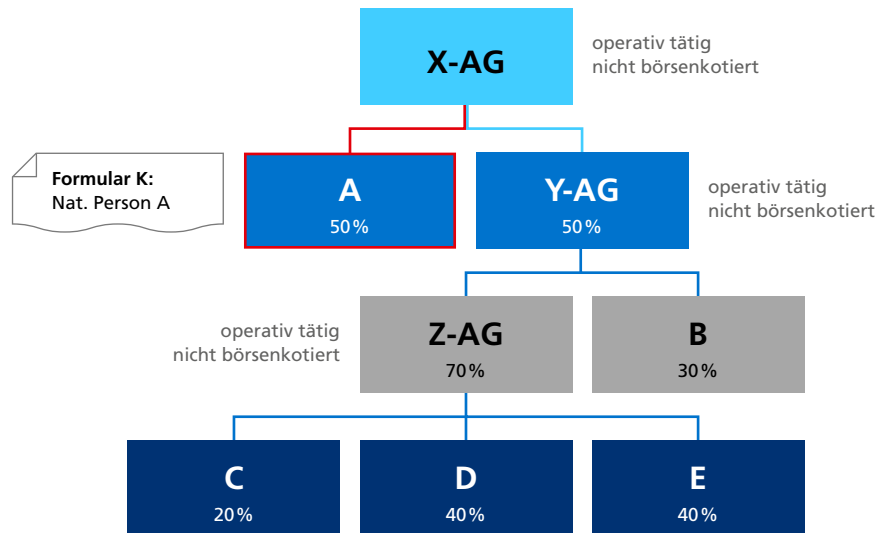 X-AG
operativ tätig
nicht börsenkotiert
Formular K:
Nat. Person A
A
50%
Y-AG
50%
operativ tätig
nicht börsenkotiert
operativ tätig
nicht börsenkotiert
Z-AG
70%
B
30%
C
20%
D
40%
E
40%